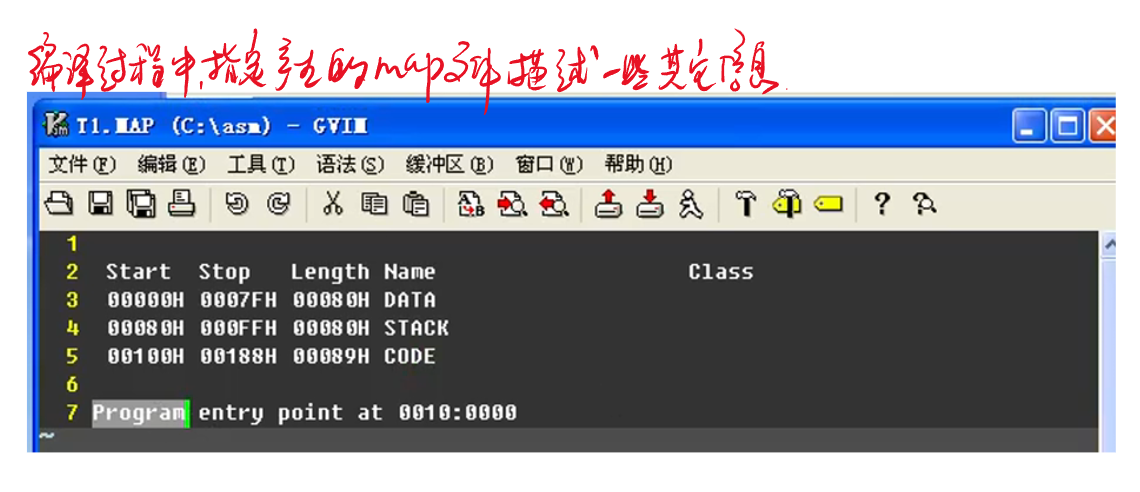 编译过程中,指定产生的map文件描述一些其它信息.
T1.MAP (C:\asm) - GVIM
文件(F) 编辑(E) 工具(T) 语法(S) 缓冲区(B) 窗口(W) 帮助(H)
1
2 Start Stop Length Name Class
3 00000H 0007FH 00080H DATA
4 00080H 000FFH 00080H STACK
5 00100H 00188H 00089H CODE
6
7 Program entry point at 0010:0000
~